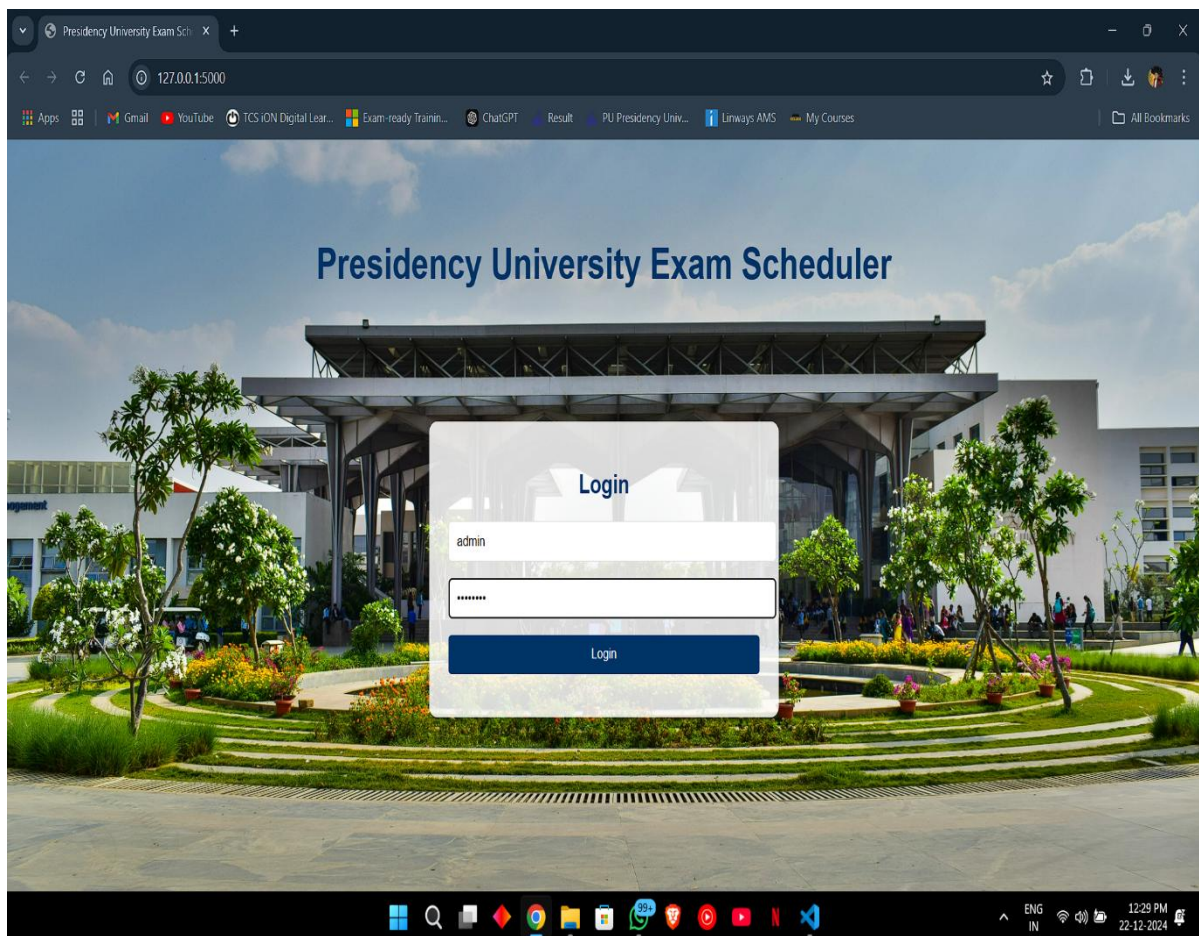 Presidency University Exam Sch
127.0.0.1:5000
Apps Gmail YouTube TCS iON Digital Lear... Exam-ready Trainin... ChatGPT Result PU Presidency Univ... Linways AMS My Courses All Bookmarks
Presidency University Exam Scheduler
Login
admin
••••••••
Login
99+
ENG
IN
12:29 PM
22-12-2024